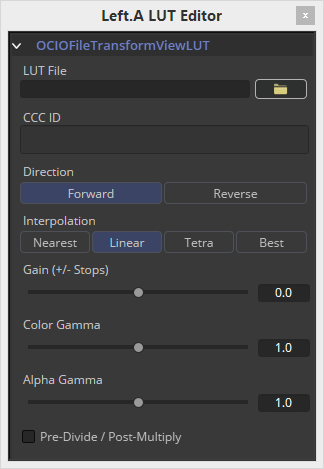 Left.A LUT Editor
x
OCIOFileTransformViewLUT
LUT File
CCC ID
Direction
Forward Reverse
Interpolation
Nearest Linear Tetra Best
Gain (+/- Stops)
0.0
Color Gamma
1.0
Alpha Gamma
1.0
Pre-Divide / Post-Multiply